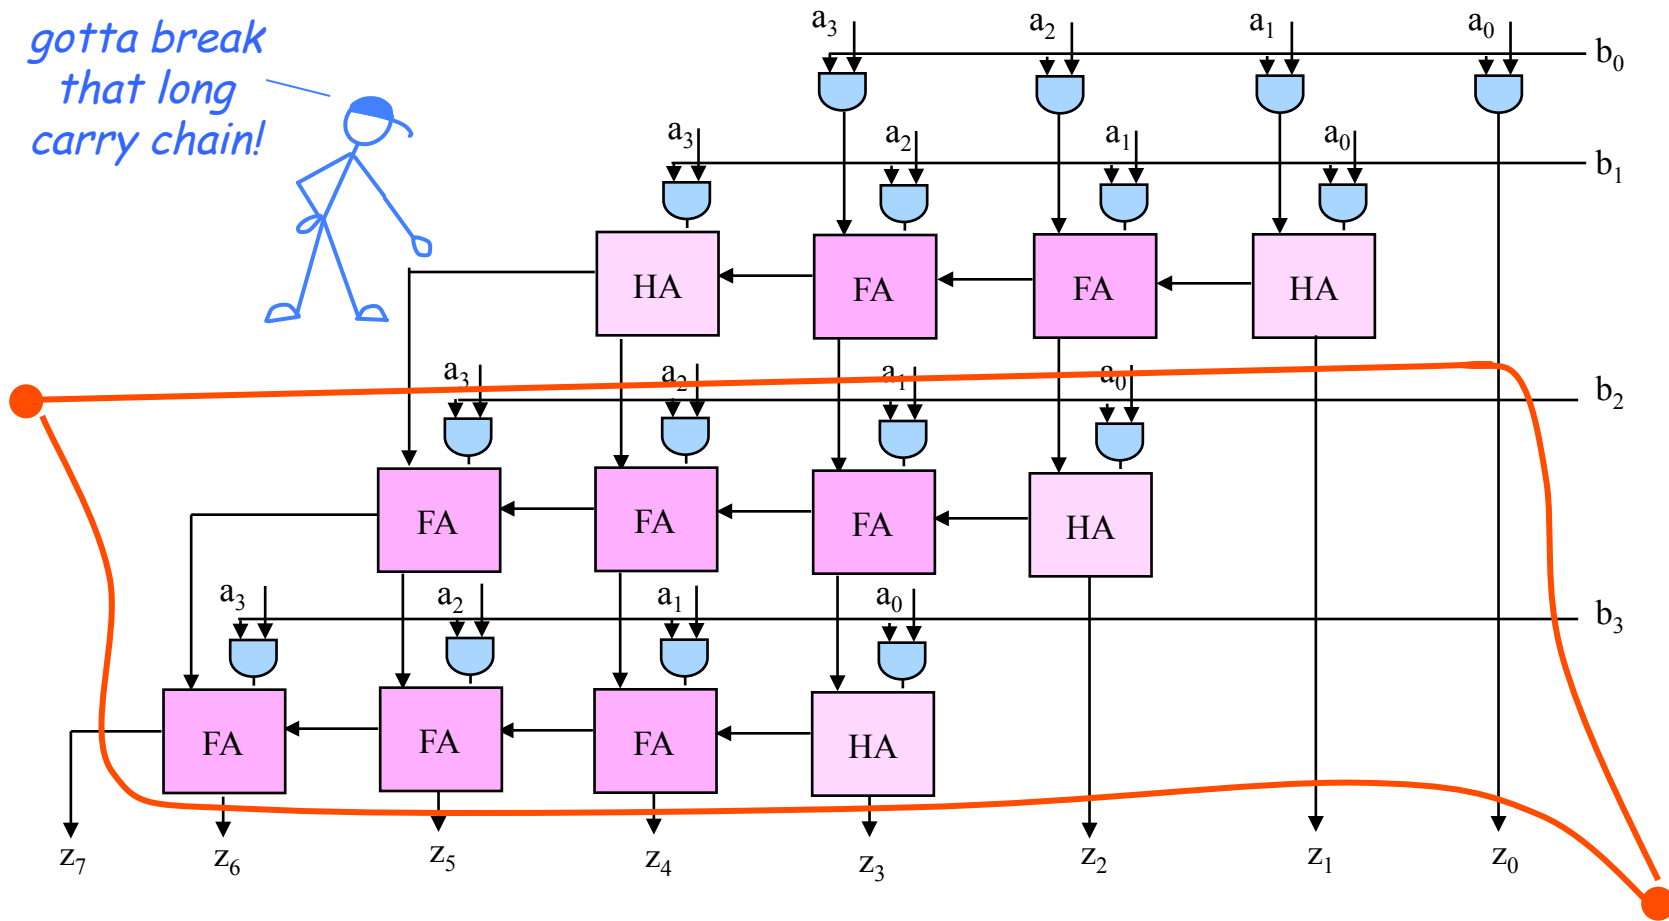 gotta break
that long
carry chain!
a₃ a₂ a₁ a₀ b₀
a₃ a₂ a₁ a₀ b₁
HA FA FA HA
a₃ a₂ a₁ a₀ b₂
FA FA FA HA
a₃ a₂ a₁ a₀ b₃
FA FA FA HA
z₇ z₆ z₅ z₄ z₃ z₂ z₁ z₀